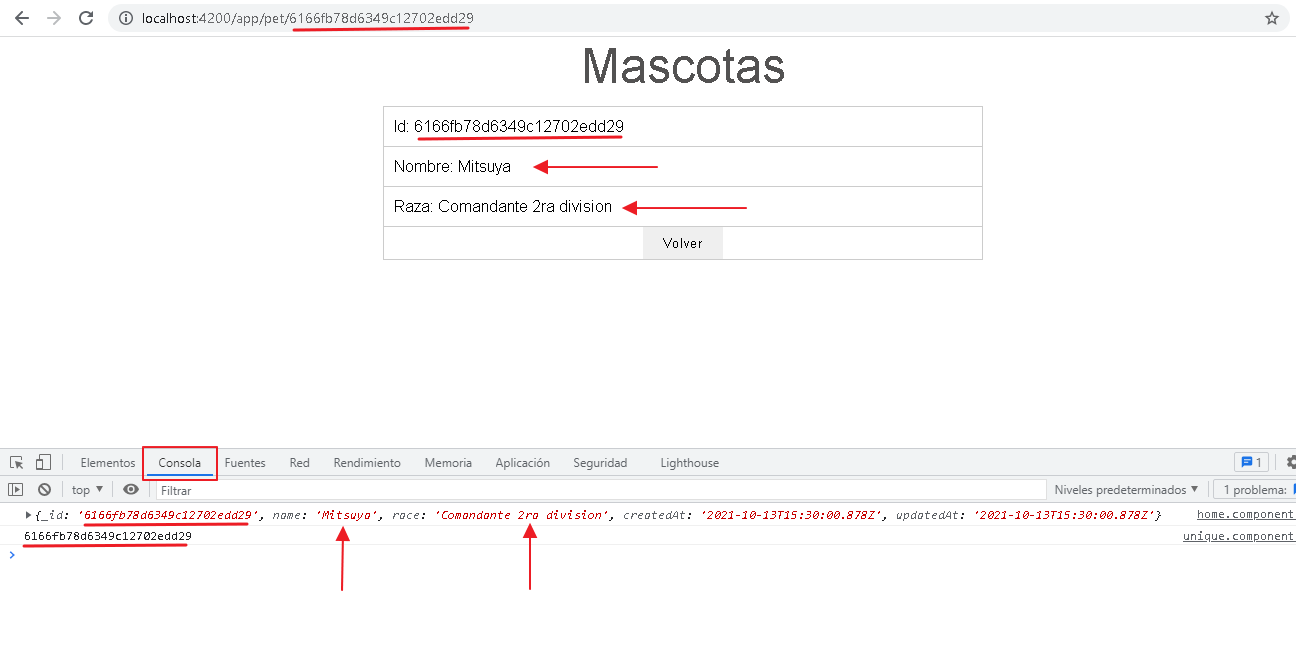 localhost:4200/app/pet/6166fb78d6349c12702edd29
Mascotas
Id: 6166fb78d6349c12702edd29
Nombre: Mitsuya
Raza: Comandante 2ra division
Volver
Elementos Consola Fuentes Red Rendimiento Memoria Aplicación Seguridad Lighthouse 1
top Filtrar Niveles predeterminados 1 problema:
{_id: '6166fb78d6349c12702edd29', name: 'Mitsuya', race: 'Comandante 2ra division', createdAt: '2021-10-13T15:30:00.878Z', updatedAt: '2021-10-13T15:30:00.878Z'} home.component
6166fb78d6349c12702edd29 unique.component